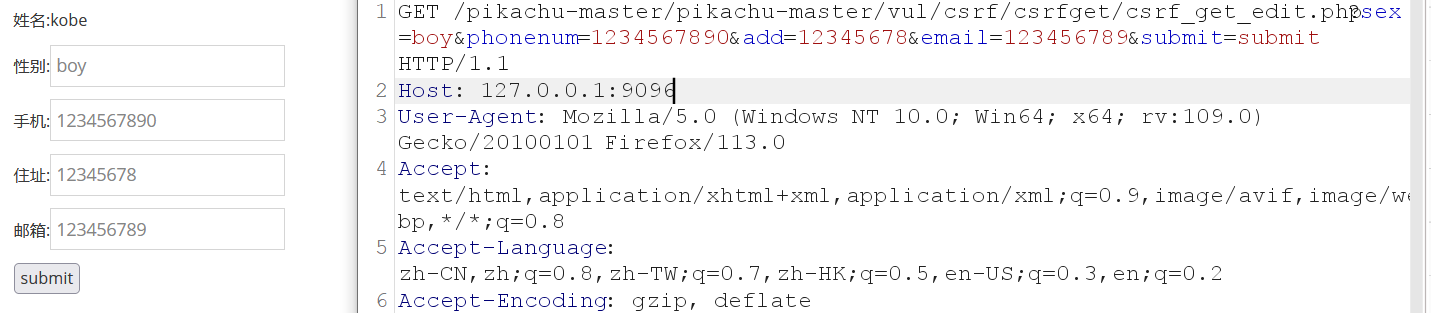 姓名:kobe
性别: boy
手机: 1234567890
住址: 12345678
邮箱: 123456789
submit
1 GET /pikachu-master/pikachu-master/vul/csrf/csrfget/csrf_get_edit.php?sex
=boy&phonenum=1234567890&add=12345678&email=123456789&submit=submit
HTTP/1.1
2 Host: 127.0.0.1:9096
3 User-Agent: Mozilla/5.0 (Windows NT 10.0; Win64; x64; rv:109.0)
Gecko/20100101 Firefox/113.0
4 Accept:
text/html,application/xhtml+xml,application/xml;q=0.9,image/avif,image/we
bp,*/*;q=0.8
5 Accept-Language:
zh-CN,zh;q=0.8,zh-TW;q=0.7,zh-HK;q=0.5,en-US;q=0.3,en;q=0.2
6 Accept-Encoding: gzip, deflate